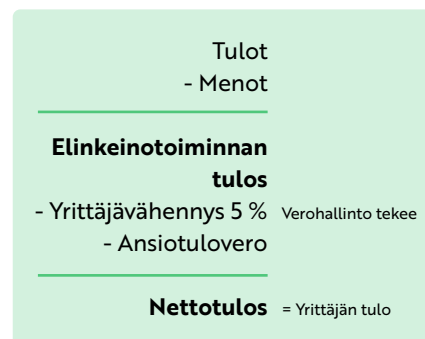 Tulot
- Menot
Elinkeinotoiminnan
tulos
- Yrittäjävähennys 5 % Verohallinto tekee
- Ansiotulovero
Nettotulos = Yrittäjän tulo